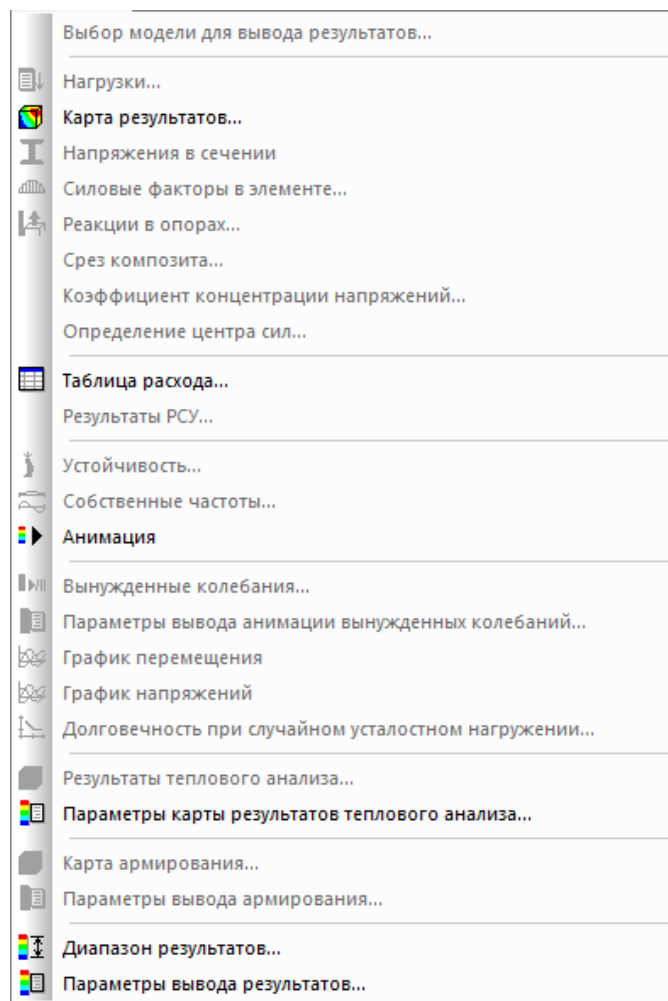 Выбор модели для вывода результатов...
Нагрузки...
Карта результатов...
Напряжения в сечении
Силовые факторы в элементе...
Реакции в опорах...
Срез композита...
Коэффициент концентрации напряжений...
Определение центра сил...
Таблица расхода...
Результаты РСУ...
Устойчивость...
Собственные частоты...
Анимация
Вынужденные колебания...
Параметры вывода анимации вынужденных колебаний...
График перемещения
График напряжений
Долговечность при случайном усталостном нагружении...
Результаты теплового анализа...
Параметры карты результатов теплового анализа...
Карта армирования...
Параметры вывода армирования...
Диапазон результатов...
Параметры вывода результатов...